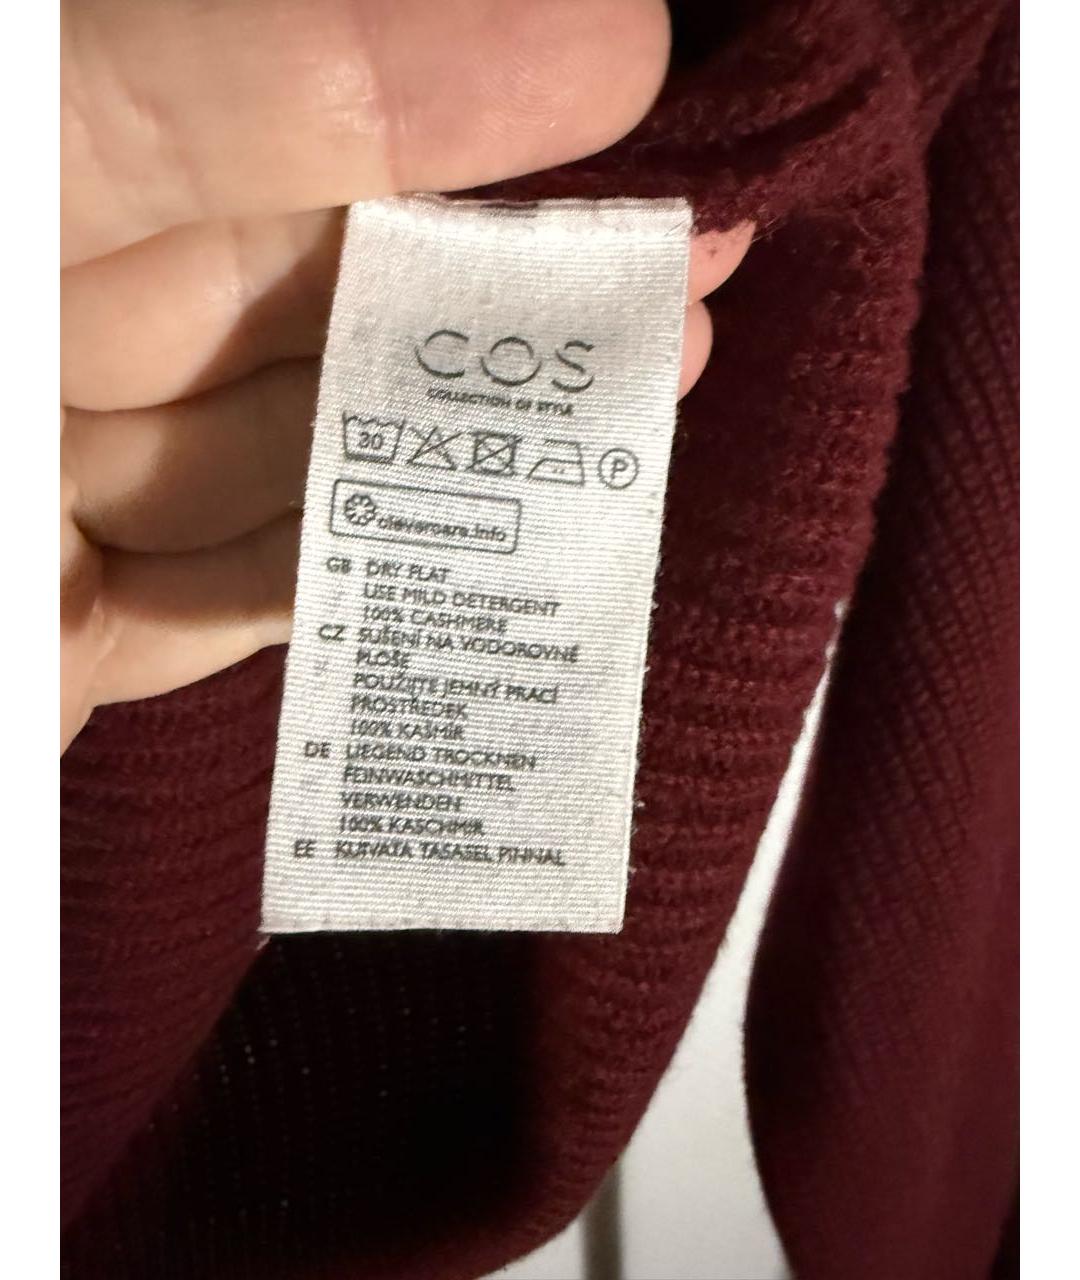 COS
COLLECTION OF STYLE
30 P
clevercare.info
GB DRY FLAT
USE MILD DETERGENT
100% CASHMERE
CZ SUŠENÍ NA VODOROVNÉ
PLOŠE
POUŽIJTE JEMNÝ PRACÍ
PROSTŘEDEK
100% KAŠMÍR
DE LIEGEND TROCKNEN
FEINWASCHMITTEL
VERWENDEN
100% KASCHMIR
EE KUIVATA TASASEL PINNAL